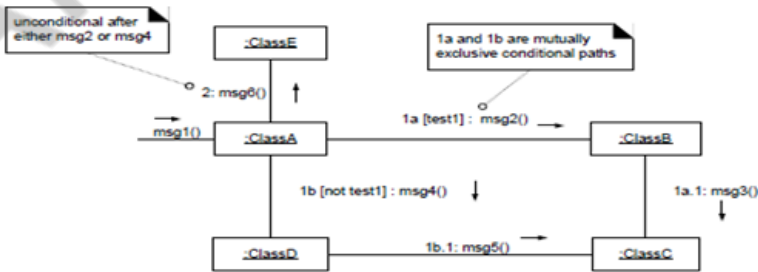 unconditional after
either msg2 or msg4
:ClassE
1a and 1b are mutually
exclusive conditional paths
2: msg6()
1a [test1] : msg2()
msg1()
:ClassA
:ClassB
1b [not test1] : msg4()
1a.1: msg3()
:ClassD
1b.1: msg5()
:ClassC